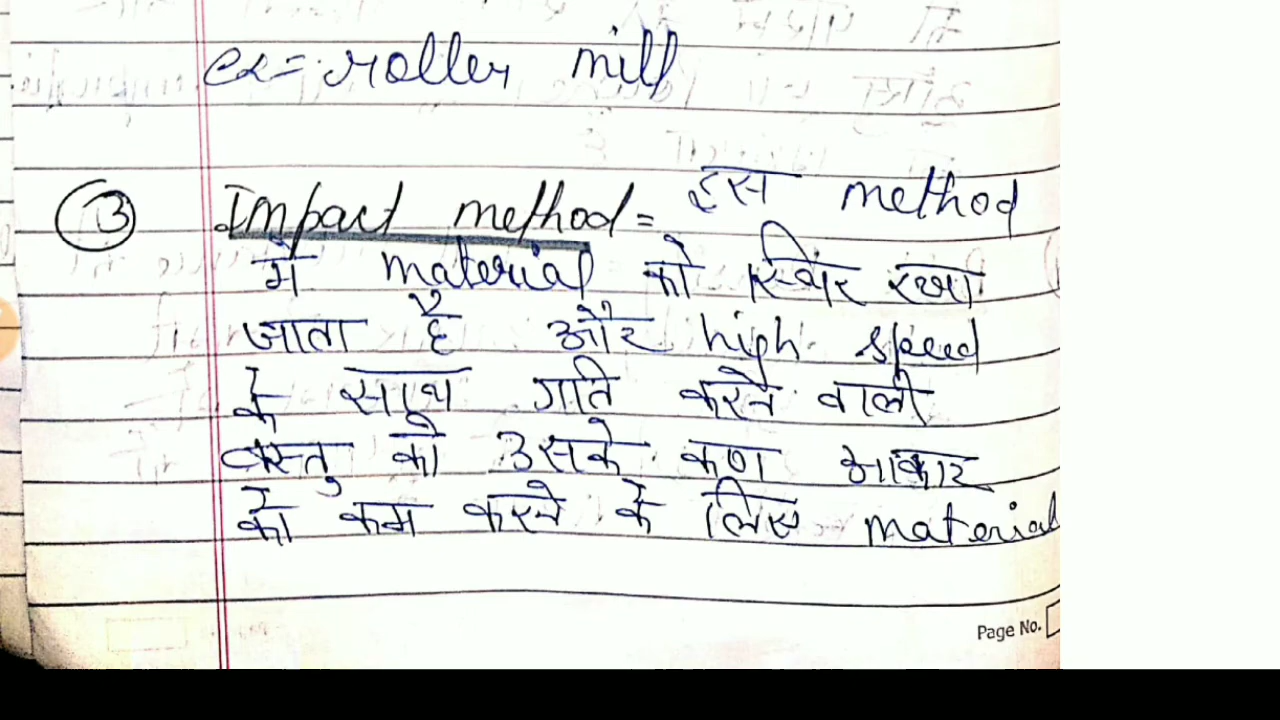 ex= roller mill
③ Impact method = इस method
मे material को स्थिर रखा
जाता है और high speed
के साथ गति करने वाली
वस्तु को उसके कण आकार
को कम करने के लिए material
Page No.